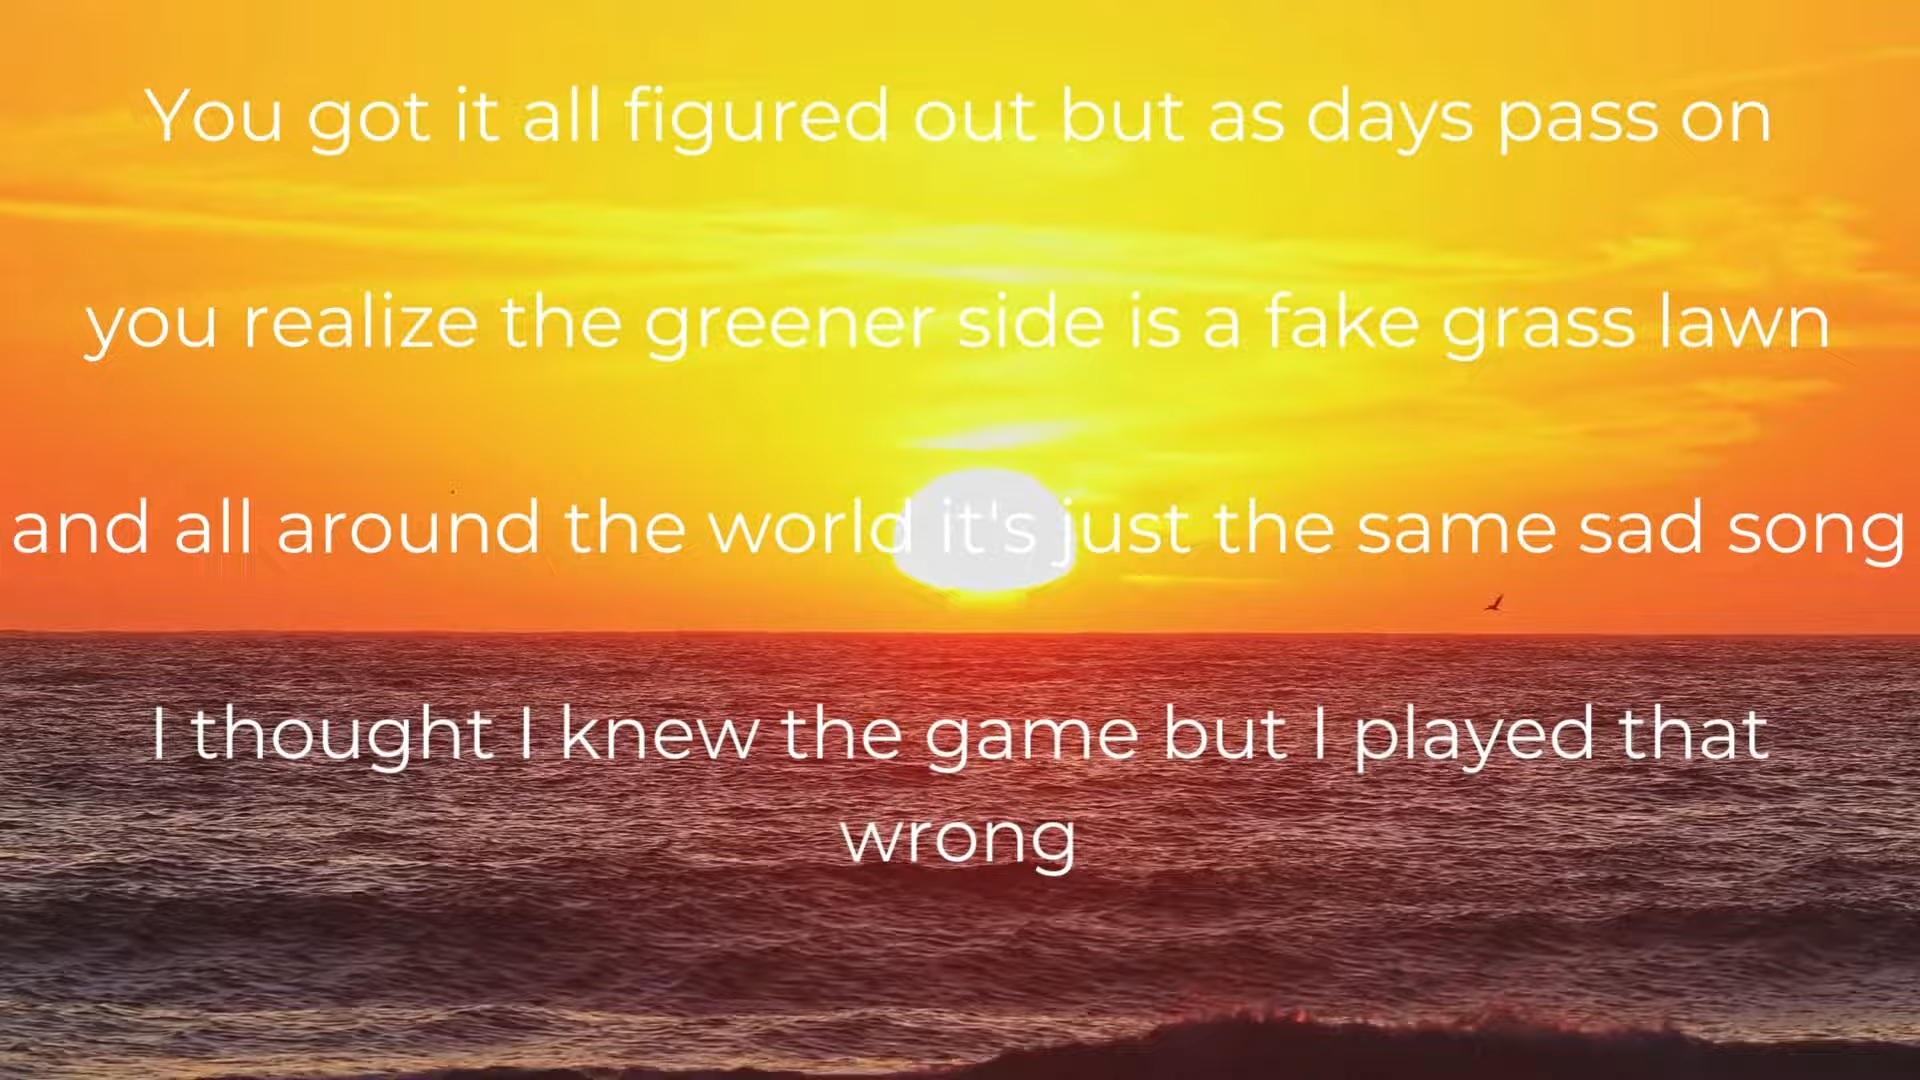 You got it all figured out but as days pass on
you realize the greener side is a fake grass lawn
and all around the world it's just the same sad song
I thought I knew the game but I played that
wrong